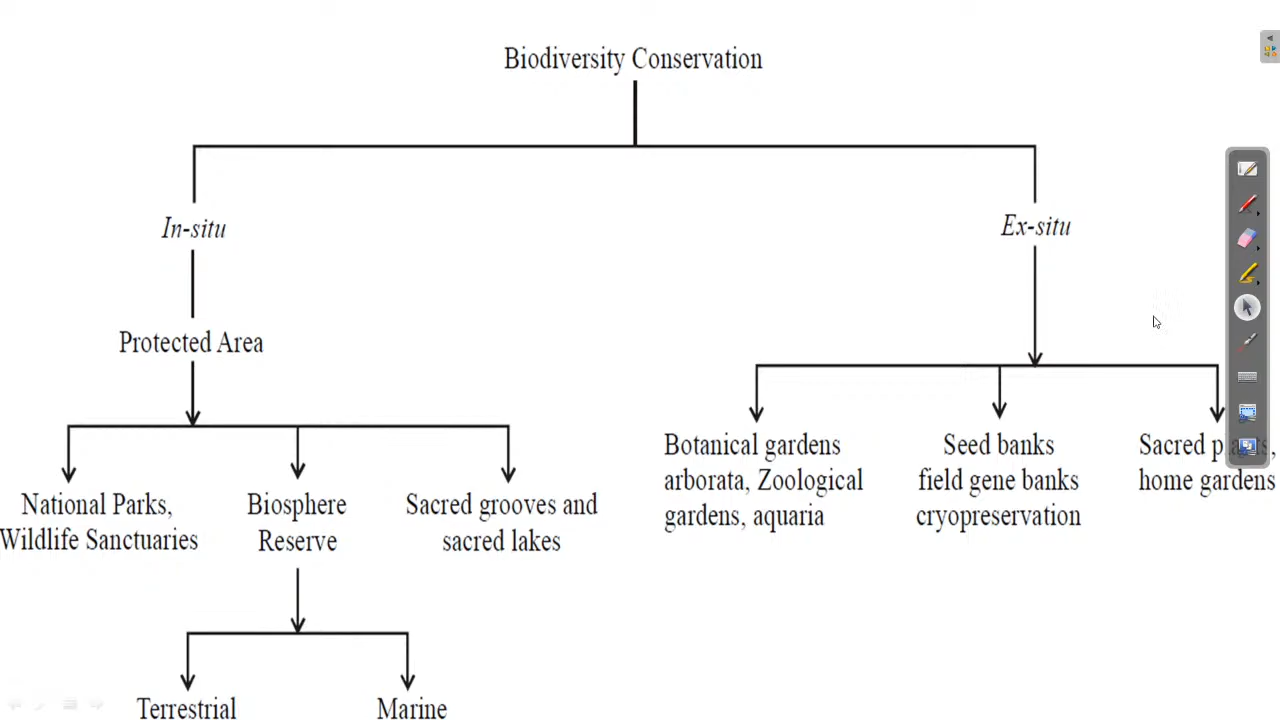 Biodiversity Conservation
In-situ
Ex-situ
Protected Area
Botanical gardens
arborata, Zoological
gardens, aquaria
Seed banks
field gene banks
cryopreservation
Sacred
home gardens
National Parks,
Wildlife Sanctuaries
Biosphere
Reserve
Sacred grooves and
sacred lakes
Terrestrial
Marine